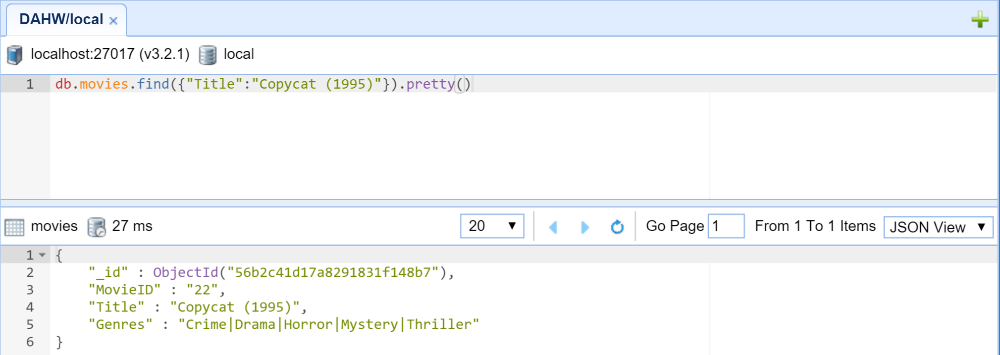 DAHW/local ×
localhost:27017 (v3.2.1) local
1 db.movies.find({"Title":"Copycat (1995)"}).pretty()
movies 27 ms 20 ▼ Go Page 1 From 1 To 1 Items JSON View ▼
1 {
2 "_id" : ObjectId("56b2c41d17a8291831f148b7"),
3 "MovieID" : "22",
4 "Title" : "Copycat (1995)",
5 "Genres" : "Crime|Drama|Horror|Mystery|Thriller"
6 }